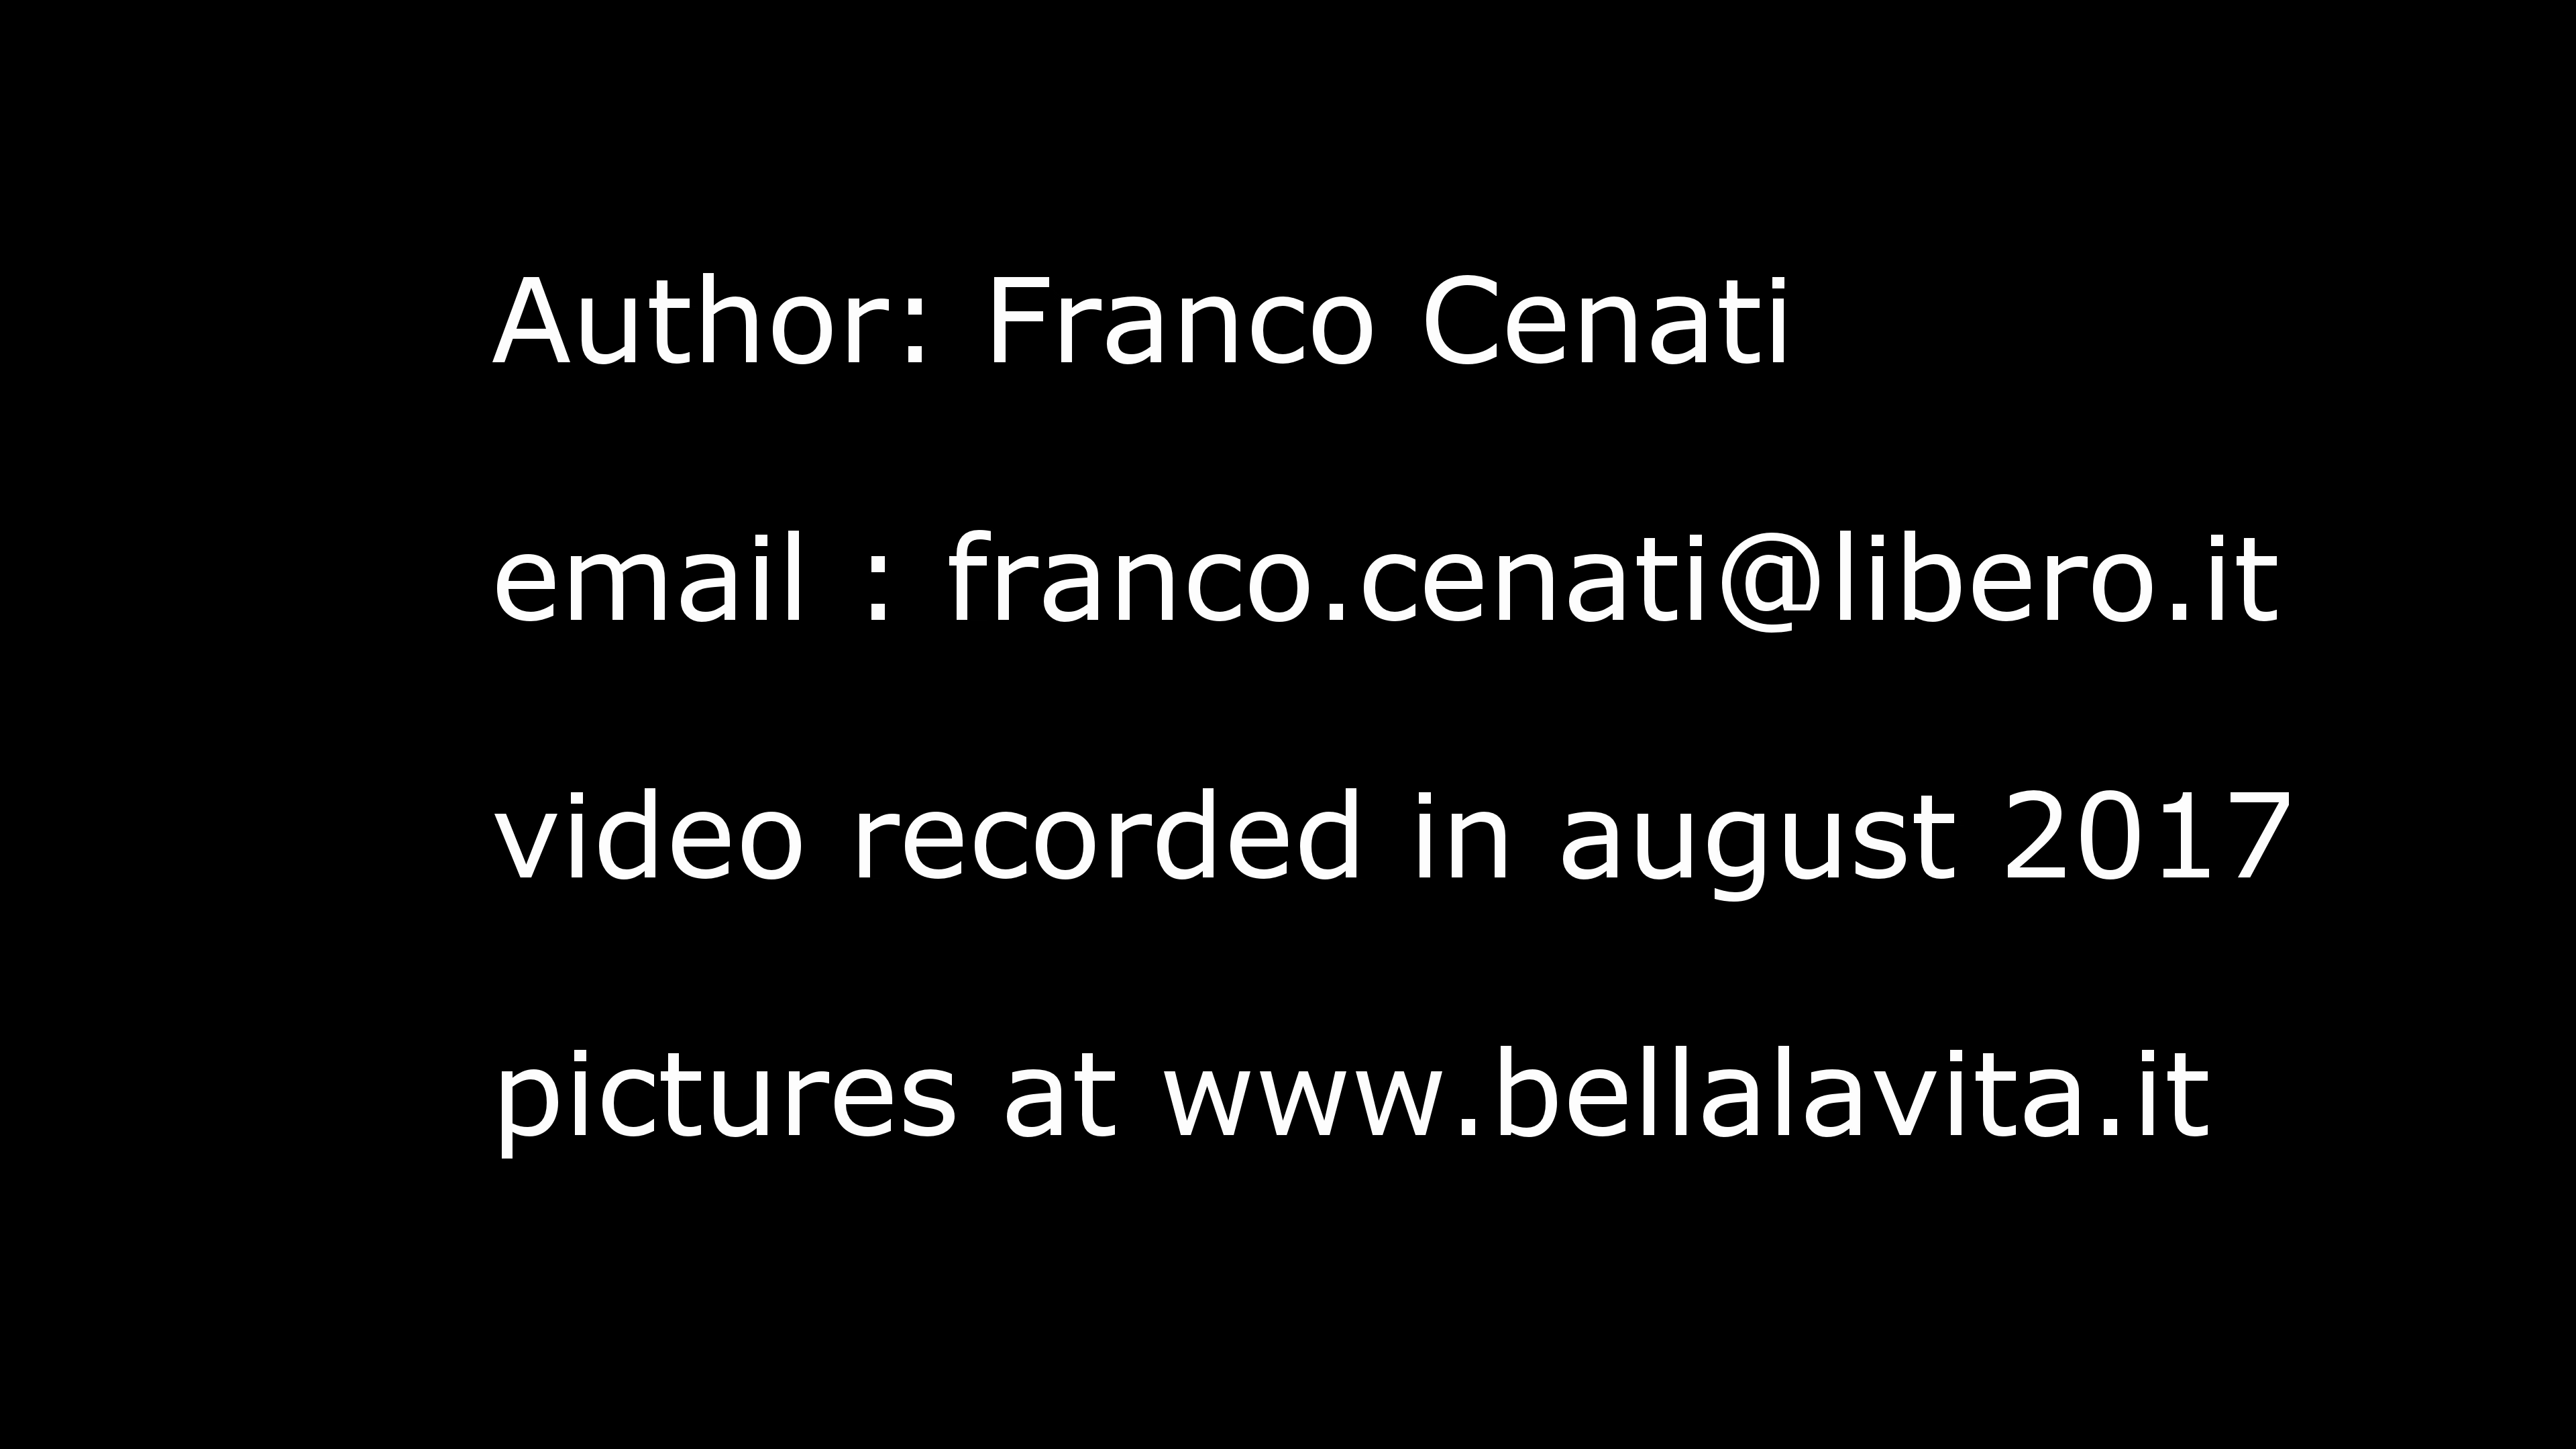 Author: Franco Cenati
email : franco.cenati@libero.it
video recorded in august 2017
pictures at www.bellalavita.it